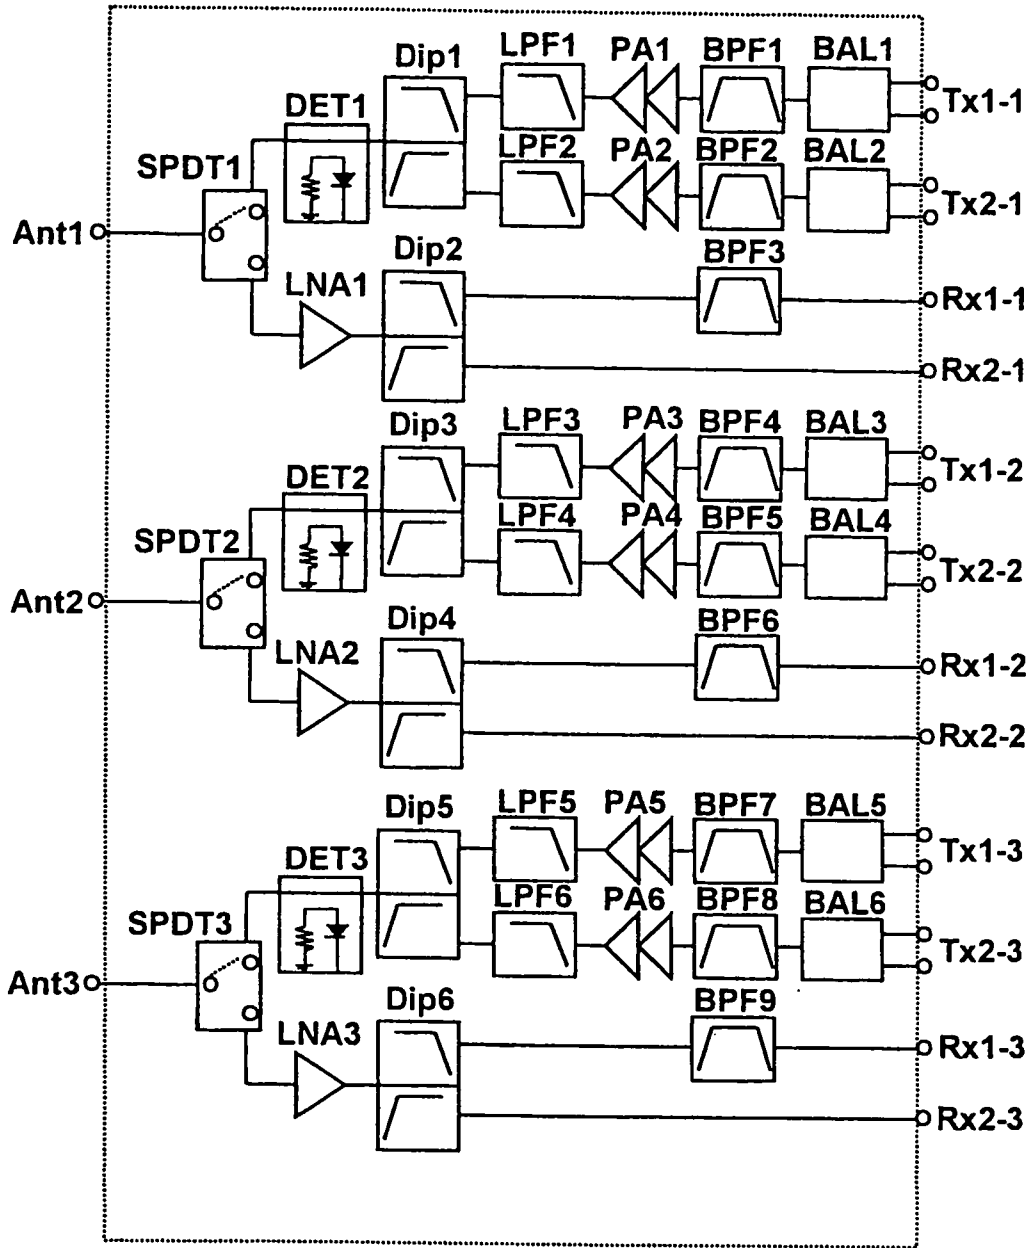 Dip1 LPF1 PA1 BPF1 BAL1
DET1 Tx1-1
SPDT1 LPF2 PA2 BPF2 BAL2
Tx2-1
Ant1 Dip2 BPF3
LNA1 Rx1-1
Rx2-1
Dip3 LPF3 PA3 BPF4 BAL3
DET2 Tx1-2
SPDT2 LPF4 PA4 BPF5 BAL4
Tx2-2
Ant2 Dip4 BPF6
LNA2 Rx1-2
Rx2-2
Dip5 LPF5 PA5 BPF7 BAL5
DET3 Tx1-3
SPDT3 LPF6 PA6 BPF8 BAL6
Tx2-3
Ant3 Dip6 BPF9
LNA3 Rx1-3
Rx2-3